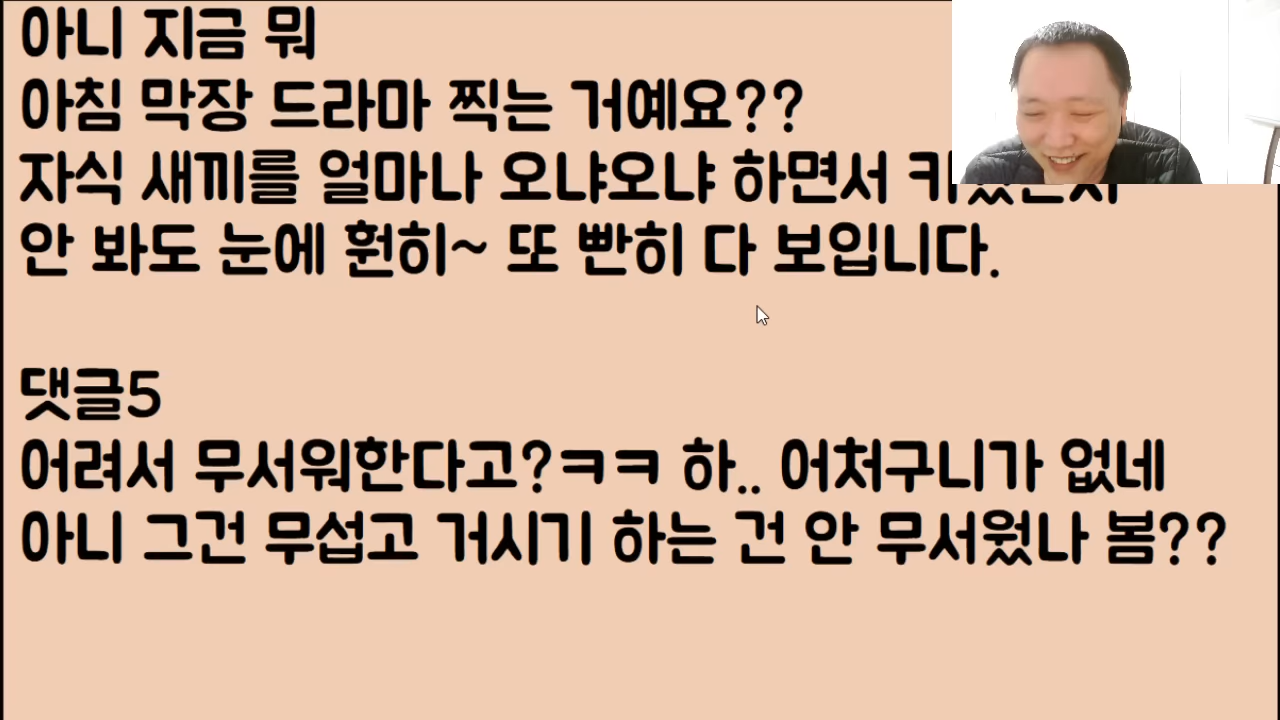 아니 지금 뭐
아침 막장 드라마 찍는 거예요??
자식 새끼를 얼마나 오냐오냐 하면서
안 봐도 눈에 훤히~ 또 빤히 다 보입니다.
댓글5
어려서 무서워한다고?ㅋㅋ 하.. 어처구니가 없네
아니 그건 무섭고 거시기 하는 건 안 무서웠나 봄??